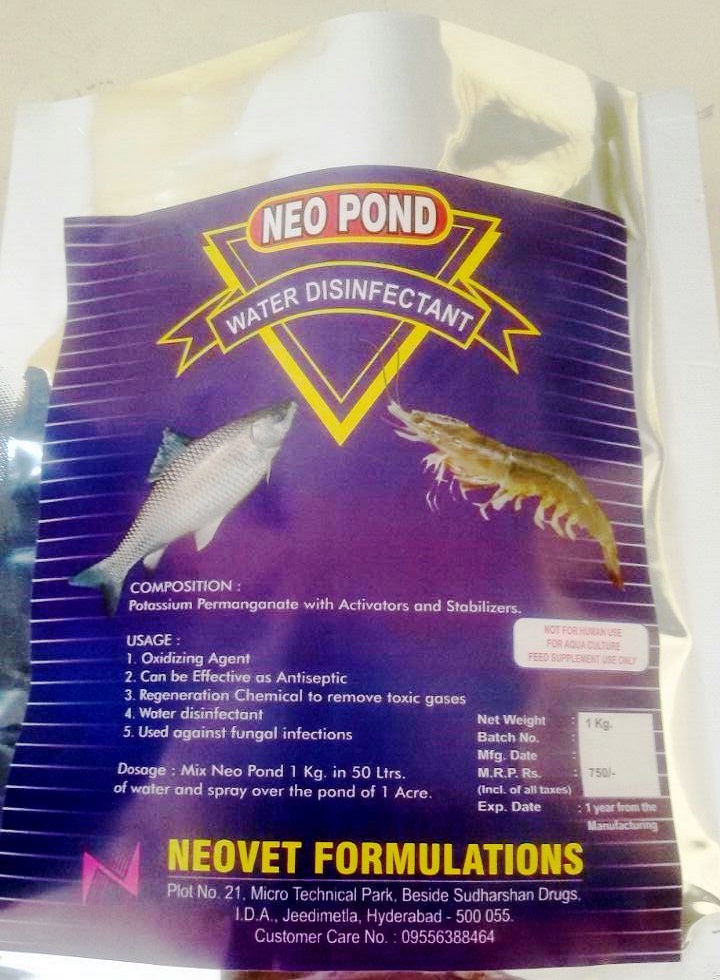 NEO POND
WATER DISINFECTANT
COMPOSITION :
Potassium Permanganate with Activators and Stabilizers.
NOT FOR HUMAN USE
FOR AQUA CULTURE
FEED SUPPLEMENT USE ONLY
USAGE :
1. Oxidizing Agent
2. Can be Effective as Antiseptic
3. Regeneration Chemical to remove toxic gases
4. Water disinfectant
5. Used against fungal infections
Net Weight : 1 Kg.
Batch No. :
Mfg. Date :
M.R.P. Rs. : 750/-
(Incl. of all taxes)
Exp. Date : 1 year from the
Manufacturing
Dosage : Mix Neo Pond 1 Kg. in 50 Ltrs.
of water and spray over the pond of 1 Acre.
N
NEOVET FORMULATIONS
Plot No. 21, Micro Technical Park, Beside Sudharshan Drugs,
I.D.A., Jeedimetla, Hyderabad - 500 055.
Customer Care No. : 09556388464